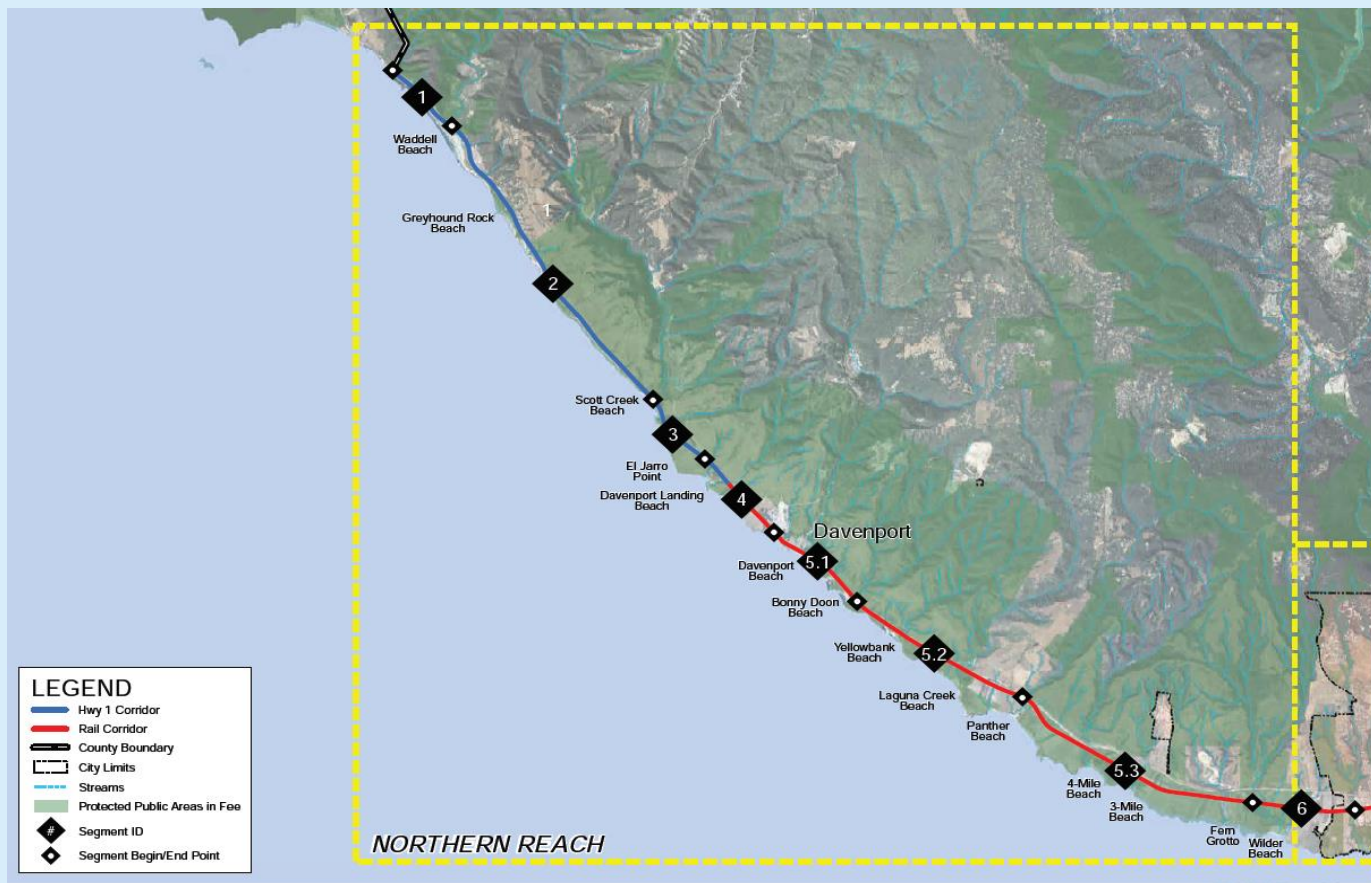 1
Waddell
Beach
Greyhound Rock
Beach
1
2
Scott Creek
Beach
3
El Jarro
Point
Davenport Landing
Beach
4
Davenport
Davenport
Beach
5.1
Bonny Doon
Beach
Yellowbank
Beach
5.2
Laguna Creek
Beach
Panther
Beach
4-Mile
Beach
5.3
3-Mile
Beach
Fern
Grotto
Wilder
Beach
6
LEGEND
Hwy 1 Corridor
Rail Corridor
County Boundary
City Limits
Streams
Protected Public Areas in Fee
# Segment ID
Segment Begin/End Point
NORTHERN REACH